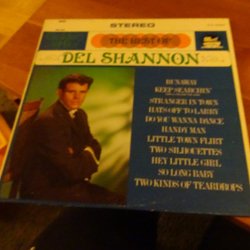 STEREO
THE BEST OF
DEL SHANNON
RUNAWAY
KEEP SEARCHIN'
STRANGER IN TOWN
HATS OFF TO LARRY
DO YOU WANNA DANCE
HANDY MAN
LITTLE TOWN FLIRT
TWO SILHOUETTES
HEY LITTLE GIRL
SO LONG BABY
TWO KINDS OF TEARDROPS